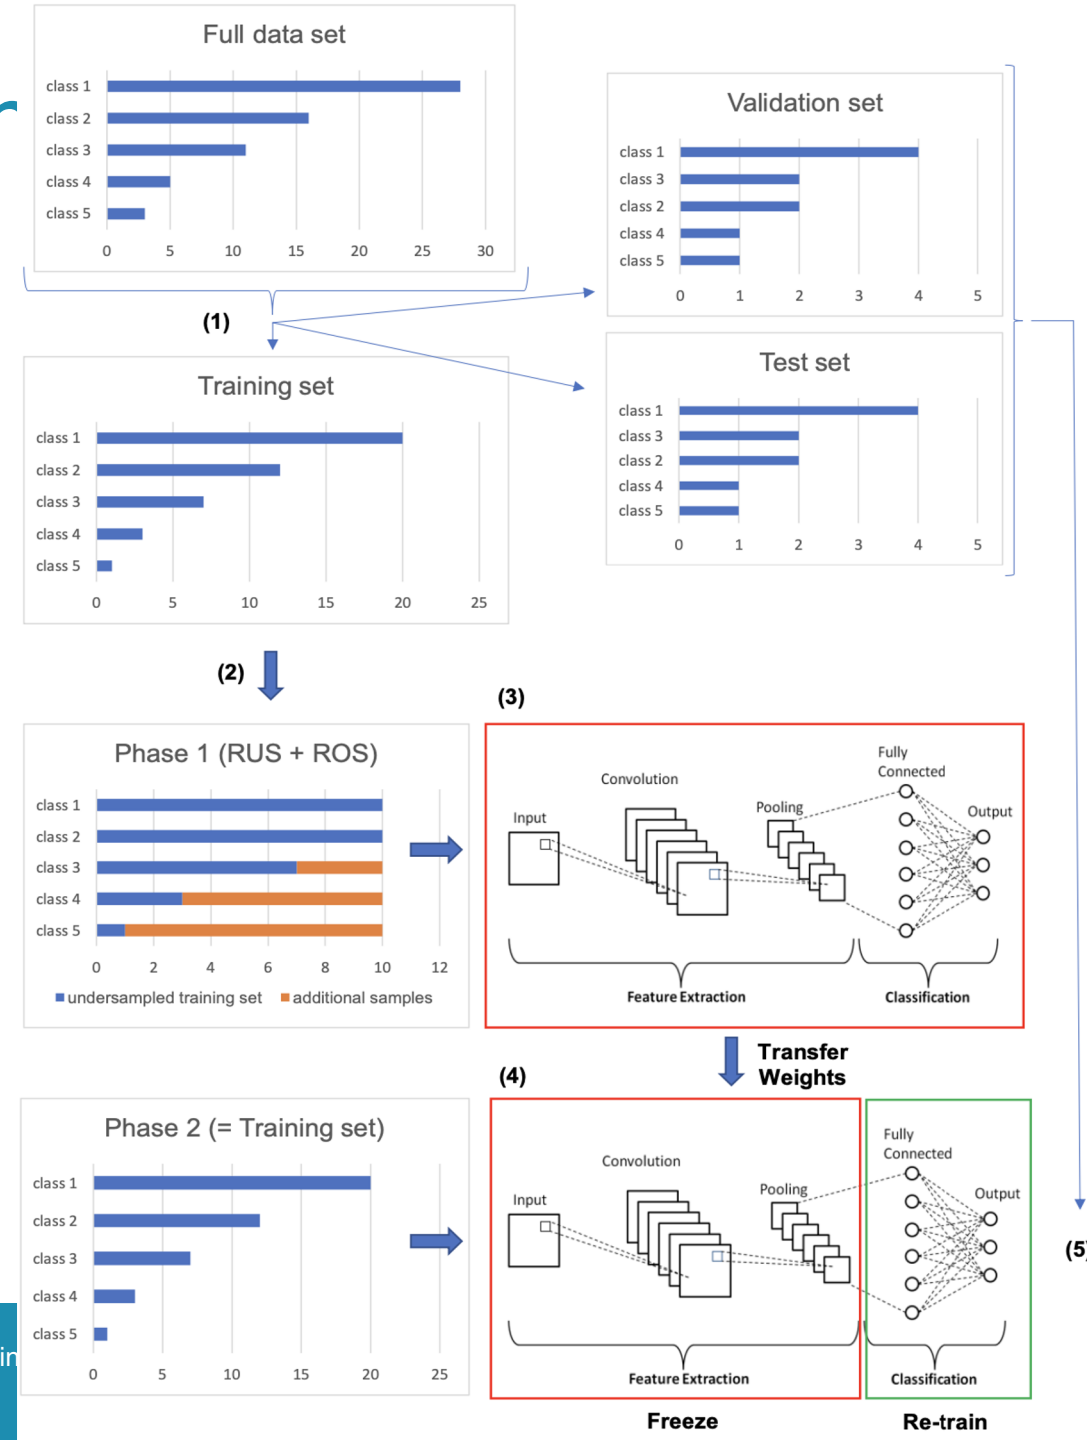 Full data set
class 1
class 2
class 3
class 4
class 5
0 5 10 15 20 25 30
Validation set
class 1
class 3
class 2
class 4
class 5
0 1 2 3 4 5
(1)
Test set
class 1
class 3
class 2
class 4
class 5
0 1 2 3 4 5
Training set
class 1
class 2
class 3
class 4
class 5
0 5 10 15 20 25
(2)
Phase 1 (RUS + ROS)
class 1
class 2
class 3
class 4
class 5
0 2 4 6 8 10 12
undersampled training set additional samples
(3)
Input
Convolution
Pooling
Fully
Connected
Output
Feature Extraction
Classification
Transfer
Weights
Phase 2 (= Training set)
class 1
class 2
class 3
class 4
class 5
0 5 10 15 20 25
(4)
Input
Convolution
Pooling
Fully
Connected
Output
Feature Extraction
Classification
Freeze
Re-train
(5)